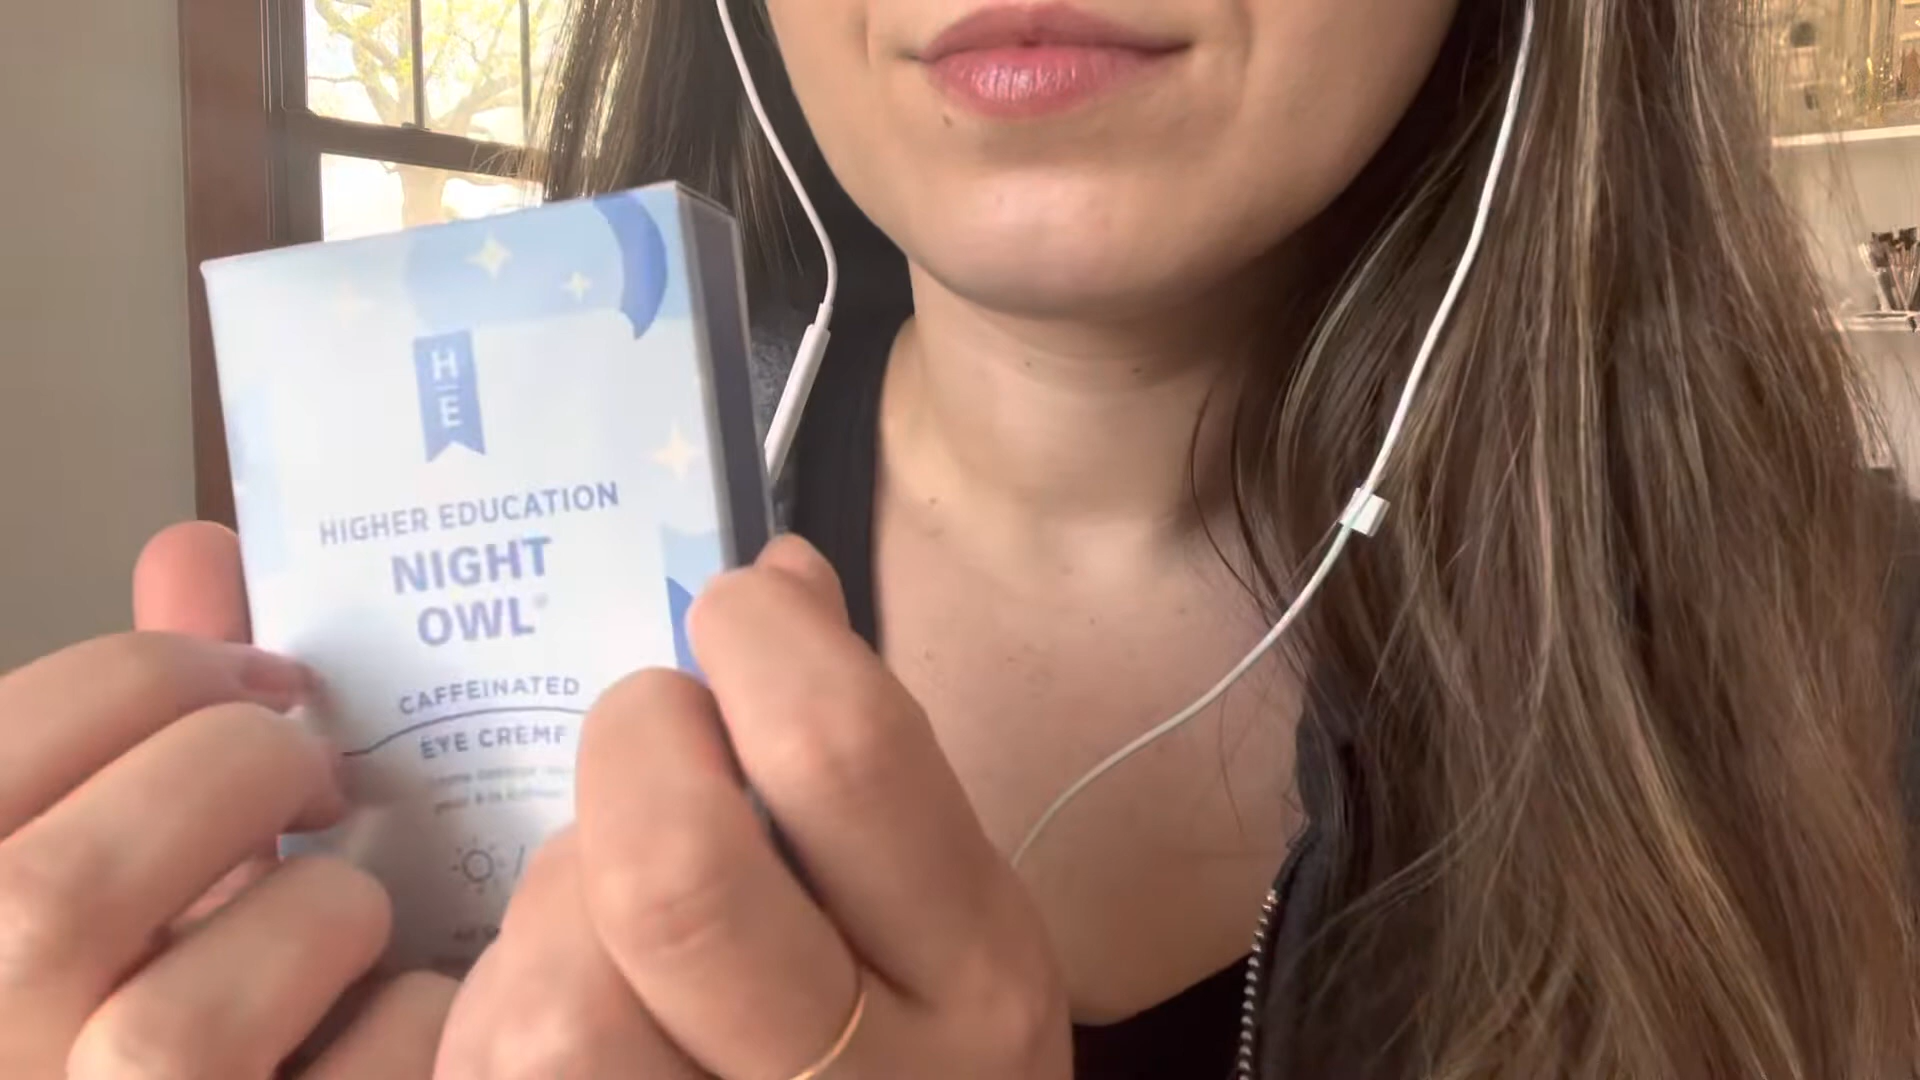 H
E
HIGHER EDUCATION
NIGHT
OWL®
CAFFEINATED
EYE CREME